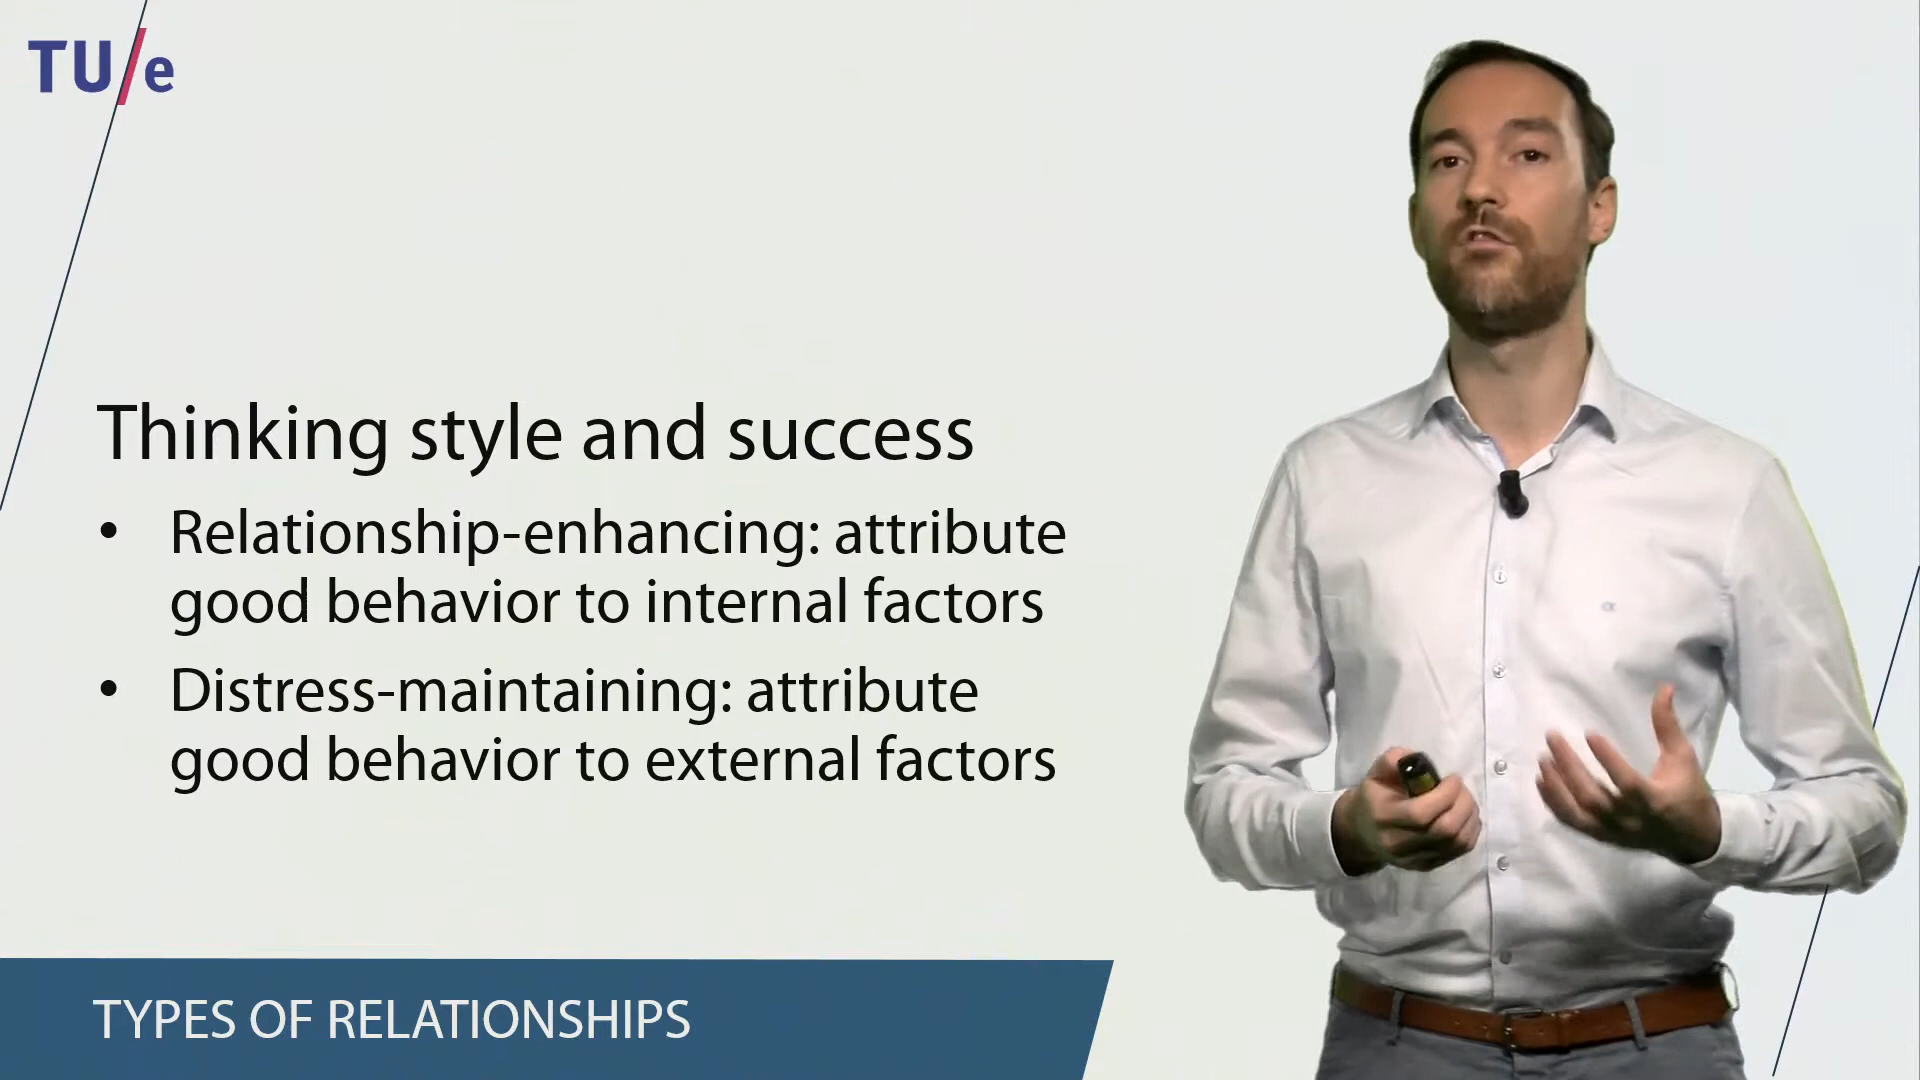 TU/e
Thinking style and success
• Relationship-enhancing: attribute
good behavior to internal factors
• Distress-maintaining: attribute
good behavior to external factors
TYPES OF RELATIONSHIPS